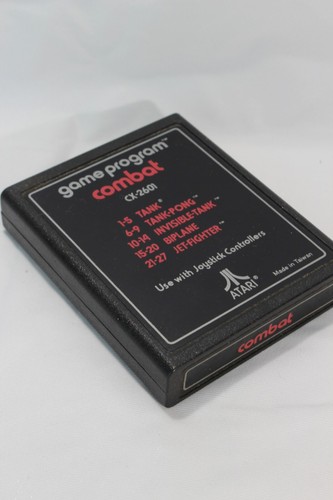 game program™
combat
CX-2601
1-5 TANK®
6-9 TANK-PONG™
10-14 INVISIBLE-TANK™
15-20 BIPLANE™
21-27 JET-FIGHTER™
Use with Joystick Controllers
ATARI®
Made in Taiwan
combat